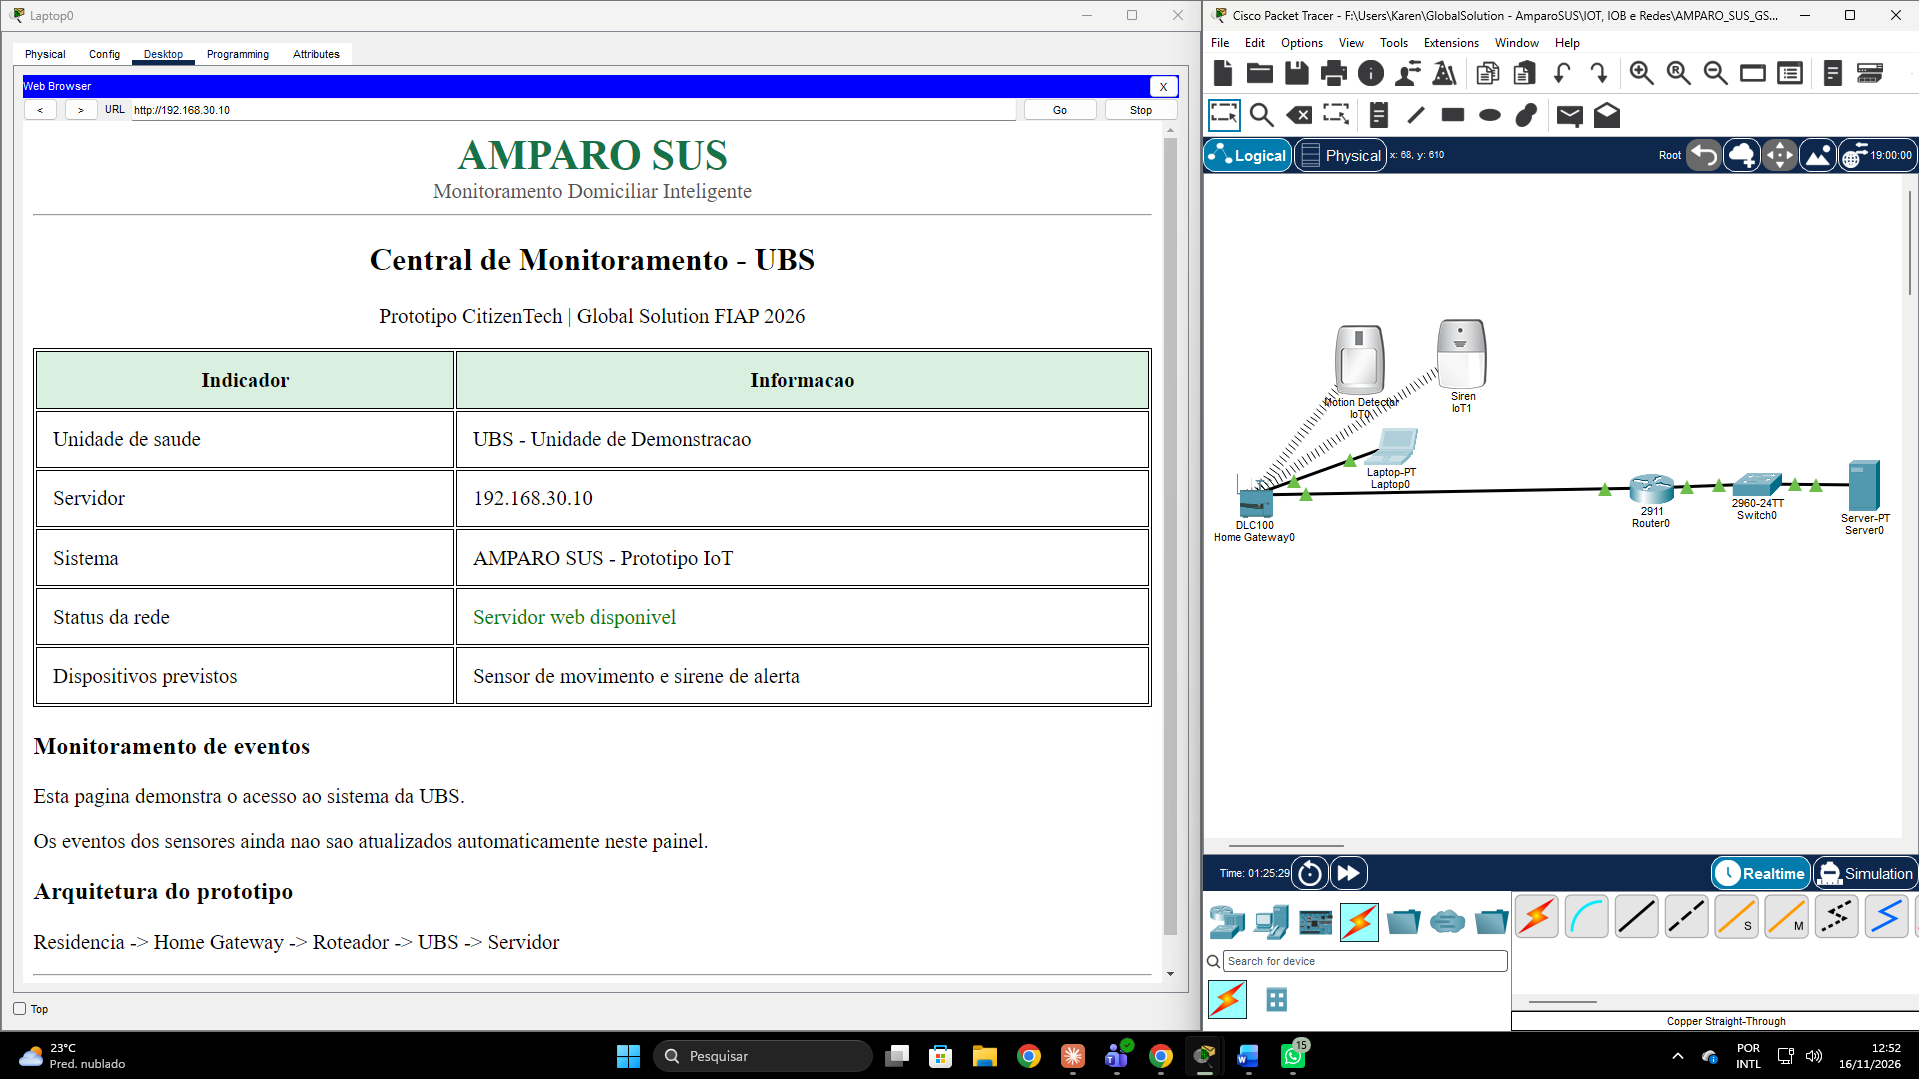 Laptop0
Physical Config Desktop Programming Attributes
Web Browser
X
< > URL http://192.168.30.10 Go Stop
AMPARO SUS
Monitoramento Domiciliar Inteligente
Central de Monitoramento - UBS
Prototipo CitizenTech | Global Solution FIAP 2026
Indicador Informacao
Unidade de saude UBS - Unidade de Demonstracao
Servidor 192.168.30.10
Sistema AMPARO SUS - Prototipo IoT
Status da rede Servidor web disponivel
Dispositivos previstos Sensor de movimento e sirene de alerta
Monitoramento de eventos
Esta pagina demonstra o acesso ao sistema da UBS.
Os eventos dos sensores ainda nao sao atualizados automaticamente neste painel.
Arquitetura do prototipo
Residencia -> Home Gateway -> Roteador -> UBS -> Servidor
Top
Cisco Packet Tracer - F:\Users\Karen\GlobalSolution - AmparoSUS\IOT, IOB e Redes\AMPARO_SUS_GS...
File Edit Options View Tools Extensions Window Help
Logical Physical x: 68, y: 610 Root 19:00:00
Motion Detector
IoT0
Siren
IoT1
Laptop-PT
Laptop0
DLC100
Home Gateway0
2911
Router0
2960-24TT
Switch0
Server-PT
Server0
Time: 01:25:29 Realtime Simulation
S M
Search for device
Copper Straight-Through
23°C
Pred. nublado
Pesquisar
15
POR
INTL
12:52
16/11/2026